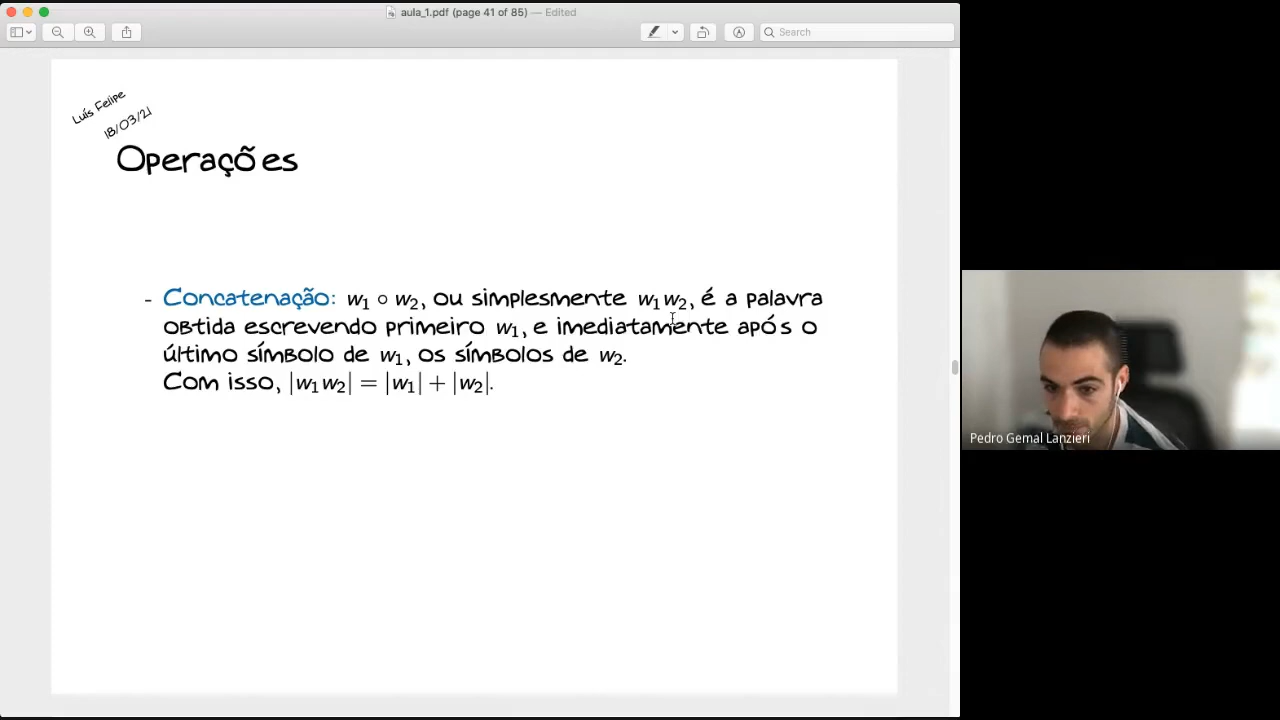 aula_1.pdf (page 41 of 85) — Edited
Search
Luís Felipe
18/03/21
Operações
- Concatenação: w₁ ∘ w₂, ou simplesmente w₁w₂, é a palavra
obtida escrevendo primeiro w₁, e imediatamente após o
último símbolo de w₁, os símbolos de w₂.
Com isso, |w₁w₂| = |w₁| + |w₂|.
Pedro Gemal Lanzieri